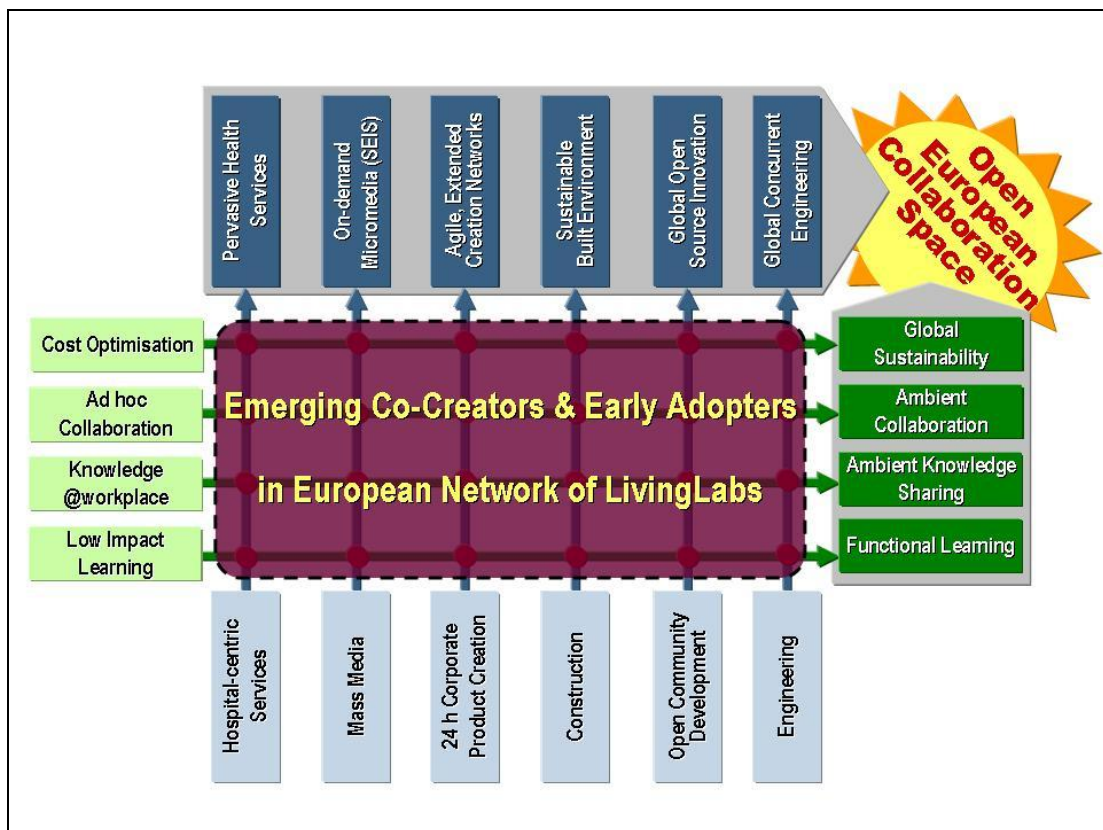 Pervasive Health
Services
On-demand
Micromedia (SEIS)
Agile, Extended
Creation Networks
Sustainable
Built Environment
Global Open
Source Innovation
Global Concurrent
Engineering
Open
European
Collaboration
Space
Cost Optimisation
Ad hoc
Collaboration
Knowledge
@workplace
Low Impact
Learning
Emerging Co-Creators & Early Adopters
in European Network of LivingLabs
Global
Sustainability
Ambient
Collaboration
Ambient Knowledge
Sharing
Functional Learning
Hospital-centric
Services
Mass Media
24 h Corporate
Product Creation
Construction
Open Community
Development
Engineering